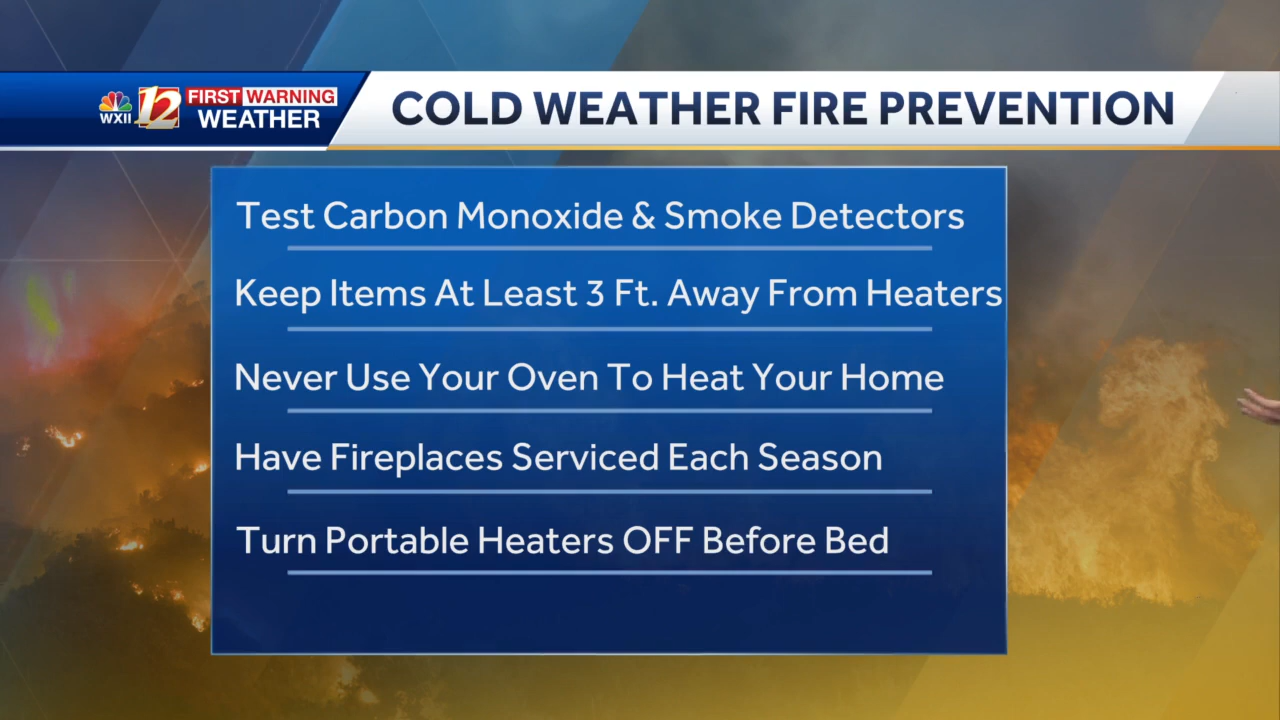 WXII 12 FIRST WARNING WEATHER
COLD WEATHER FIRE PREVENTION
Test Carbon Monoxide & Smoke Detectors
Keep Items At Least 3 Ft. Away From Heaters
Never Use Your Oven To Heat Your Home
Have Fireplaces Serviced Each Season
Turn Portable Heaters OFF Before Bed